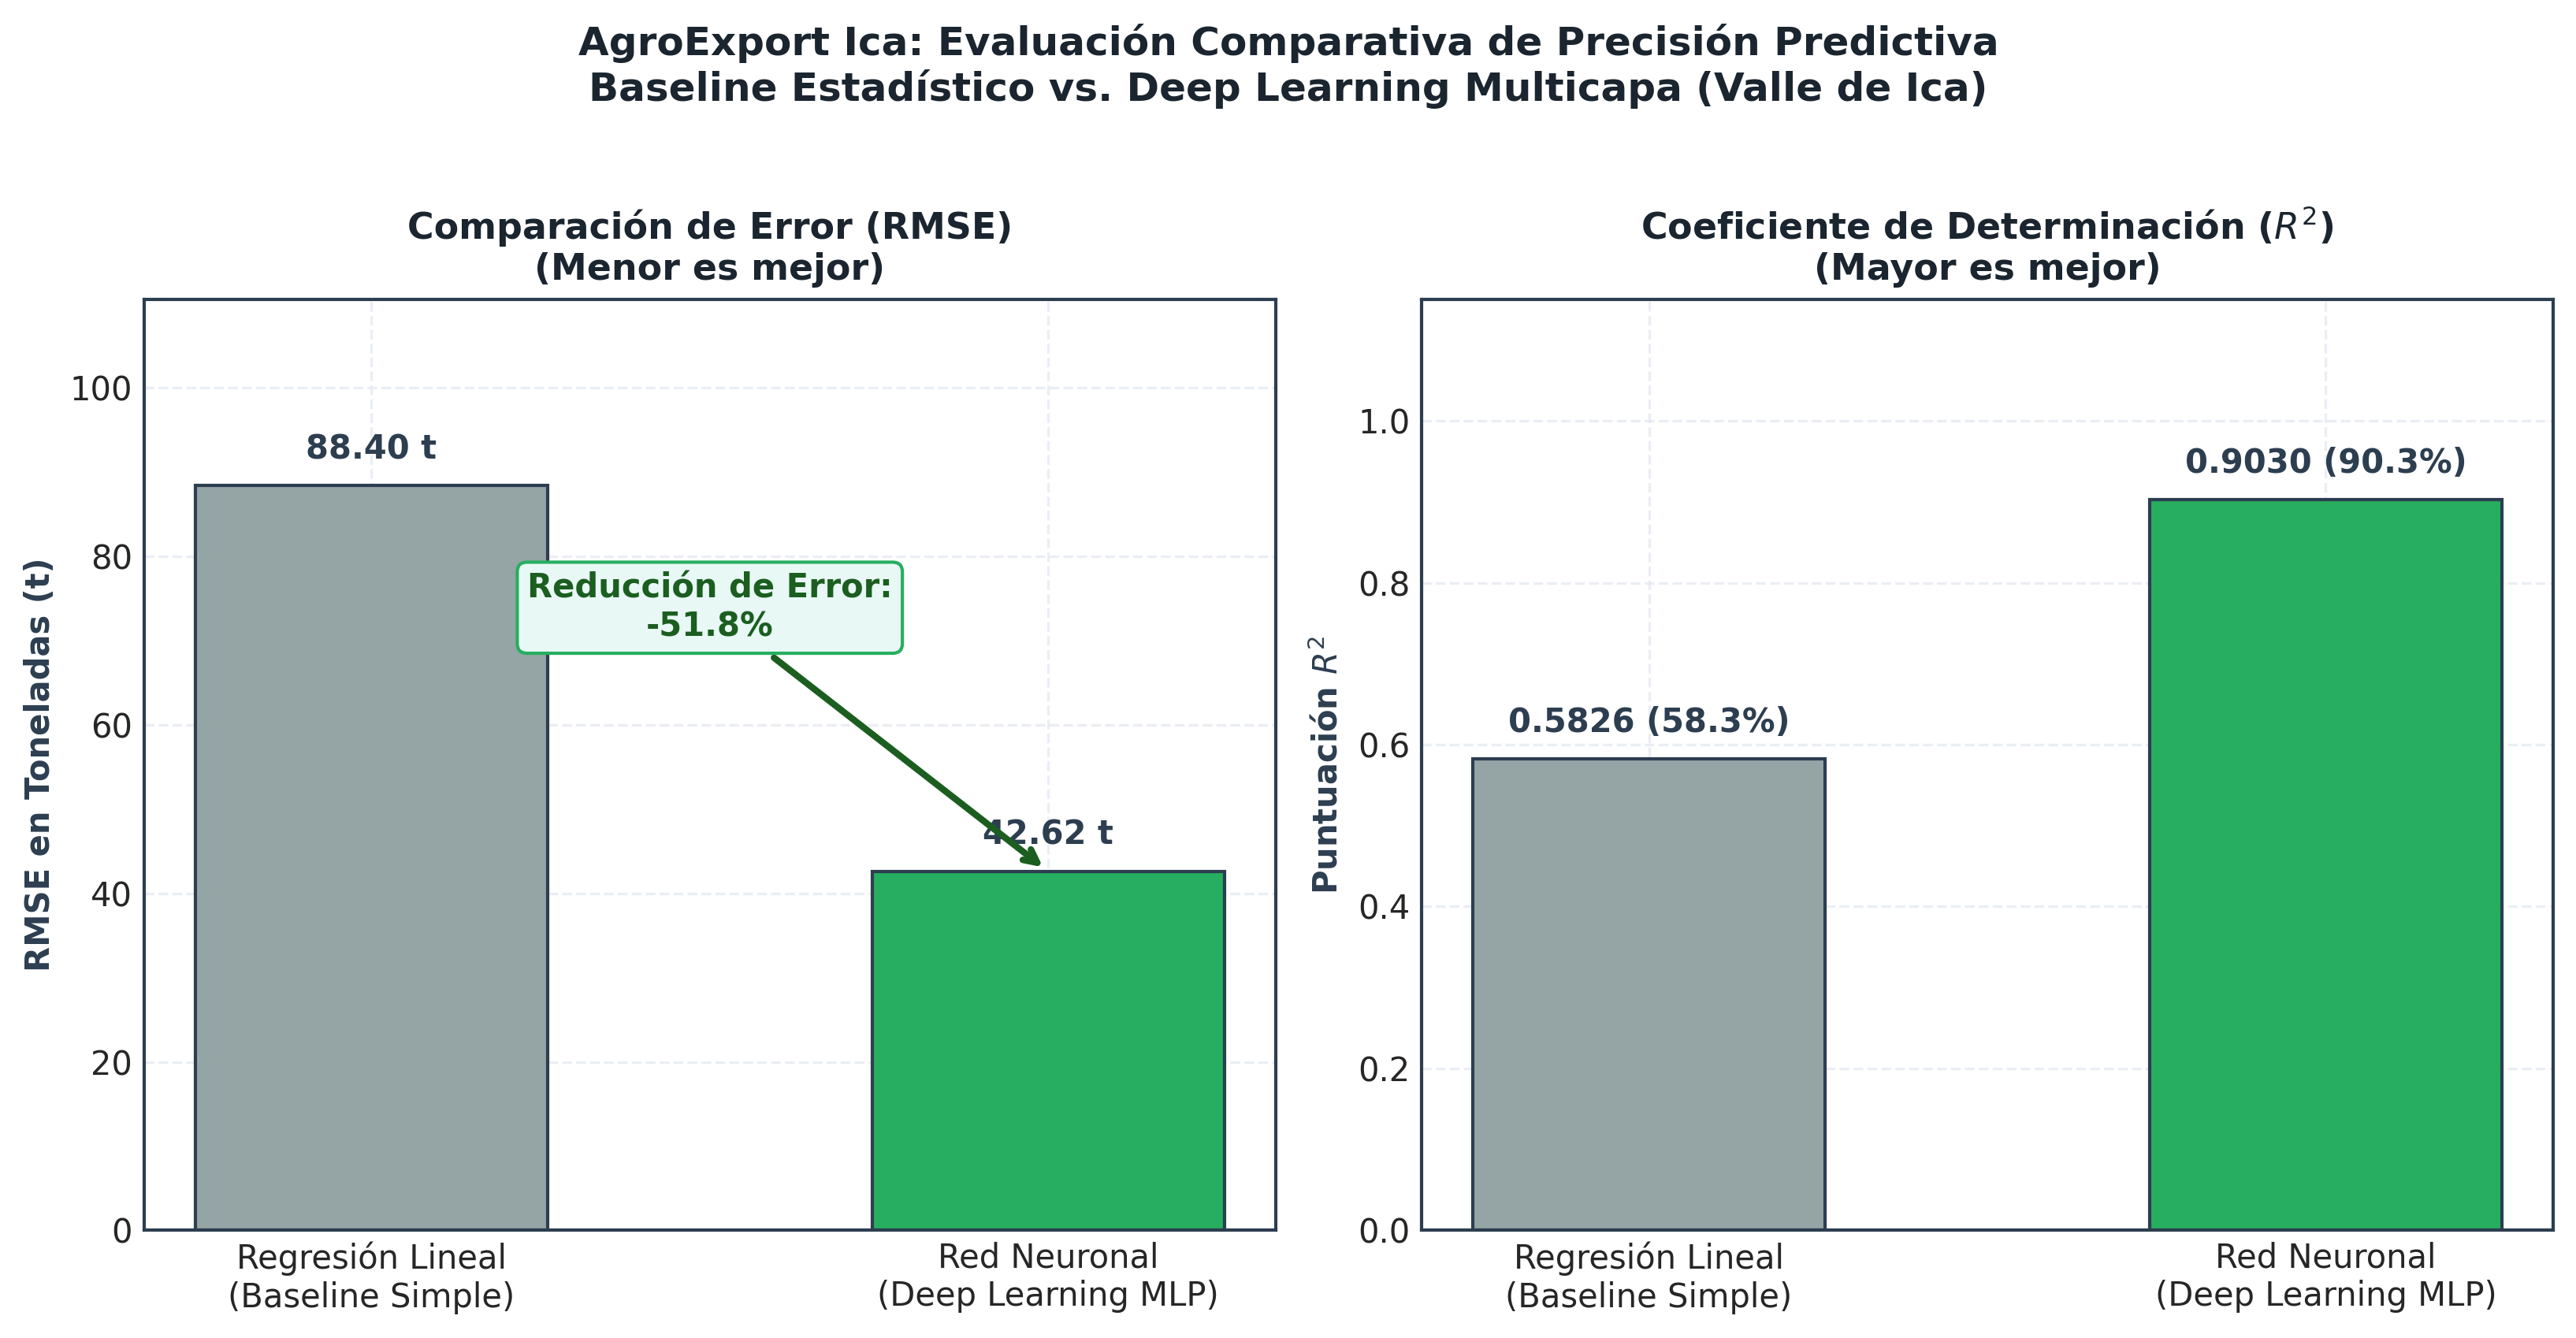 AgroExport Ica: Evaluación Comparativa de Precisión Predictiva
Baseline Estadístico vs. Deep Learning Multicapa (Valle de Ica)
Comparación de Error (RMSE)
(Menor es mejor)
RMSE en Toneladas (t)
100
80
60
40
20
0
88.40 t
Reducción de Error:
-51.8%
42.62 t
Regresión Lineal
(Baseline Simple)
Red Neuronal
(Deep Learning MLP)
Coeficiente de Determinación (R²)
(Mayor es mejor)
Puntuación R²
1.0
0.8
0.6
0.4
0.2
0.0
0.5826 (58.3%)
0.9030 (90.3%)
Regresión Lineal
(Baseline Simple)
Red Neuronal
(Deep Learning MLP)